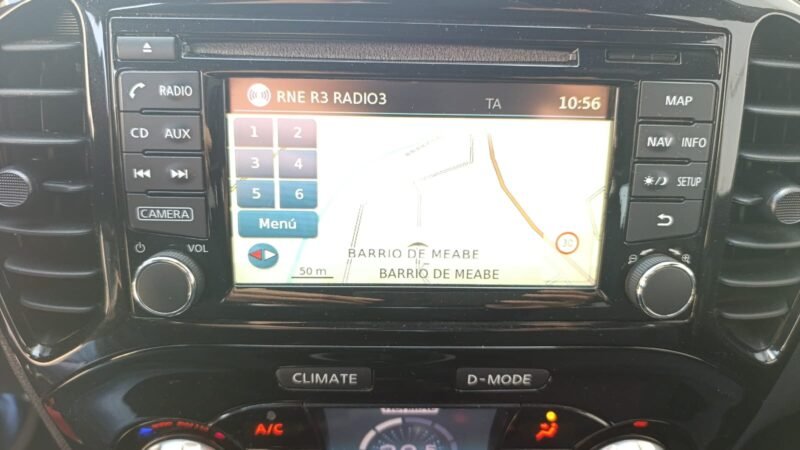 RNE R3 RADIO3 TA 10:56
RADIO
CD AUX
CAMERA
VOL
1 2
3 4
5 6
Menú
50 m
BARRIO DE MEABE
BARRIO DE MEABE
MAP
NAV INFO
SETUP
CLIMATE
D-MODE
A/C